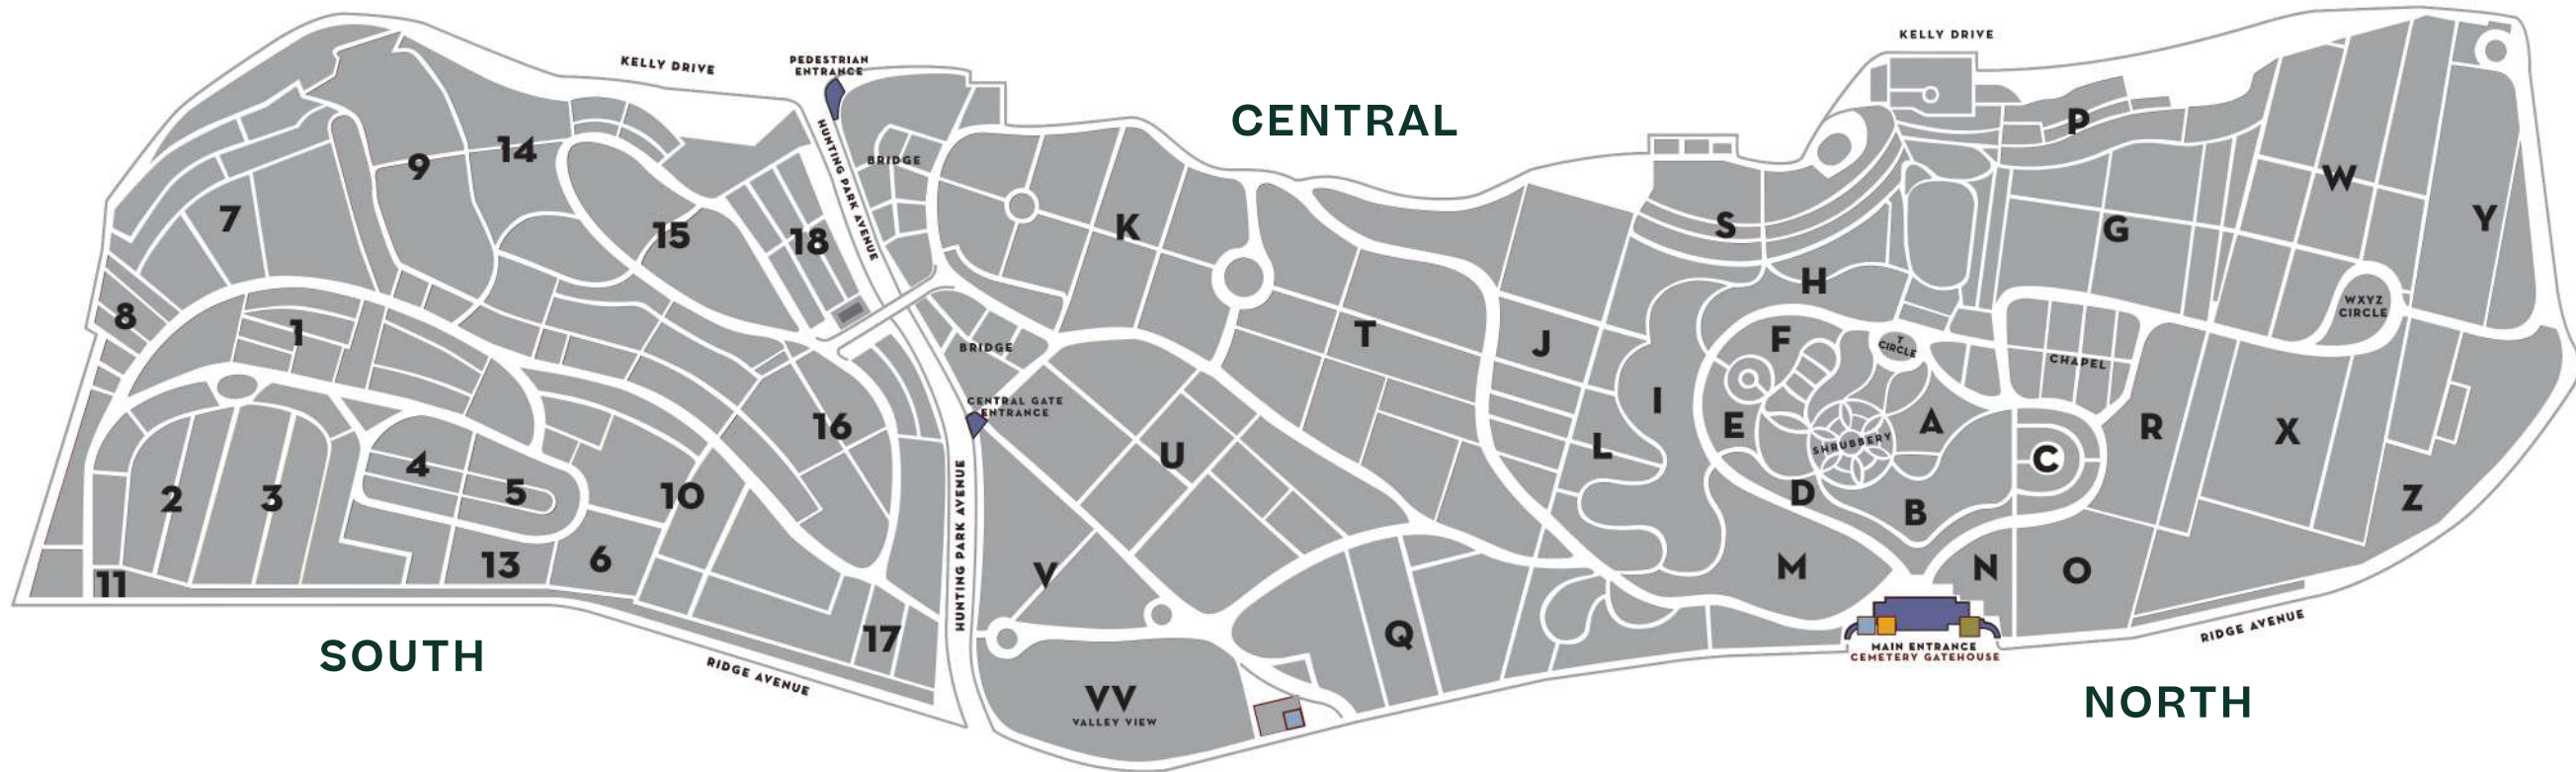 KELLY DRIVE
PEDESTRIAN
ENTRANCE
HUNTING PARK AVENUE
BRIDGE
CENTRAL
KELLY DRIVE
9
14
7
15
18
8
1
K
S
P
G
W
Y
H
WXYZ
CIRCLE
T
J
F
T
CIRCLE
CHAPEL
BRIDGE
CENTRAL GATE
ENTRANCE
16
4
5
2
3
10
U
L
I
E
SHRUBBERY
A
C
R
X
Z
D
B
13
6
11
V
M
N
O
HUNTING PARK AVENUE
17
Q
MAIN ENTRANCE
CEMETERY GATEHOUSE
RIDGE AVENUE
SOUTH
RIDGE AVENUE
VV
VALLEY VIEW
NORTH